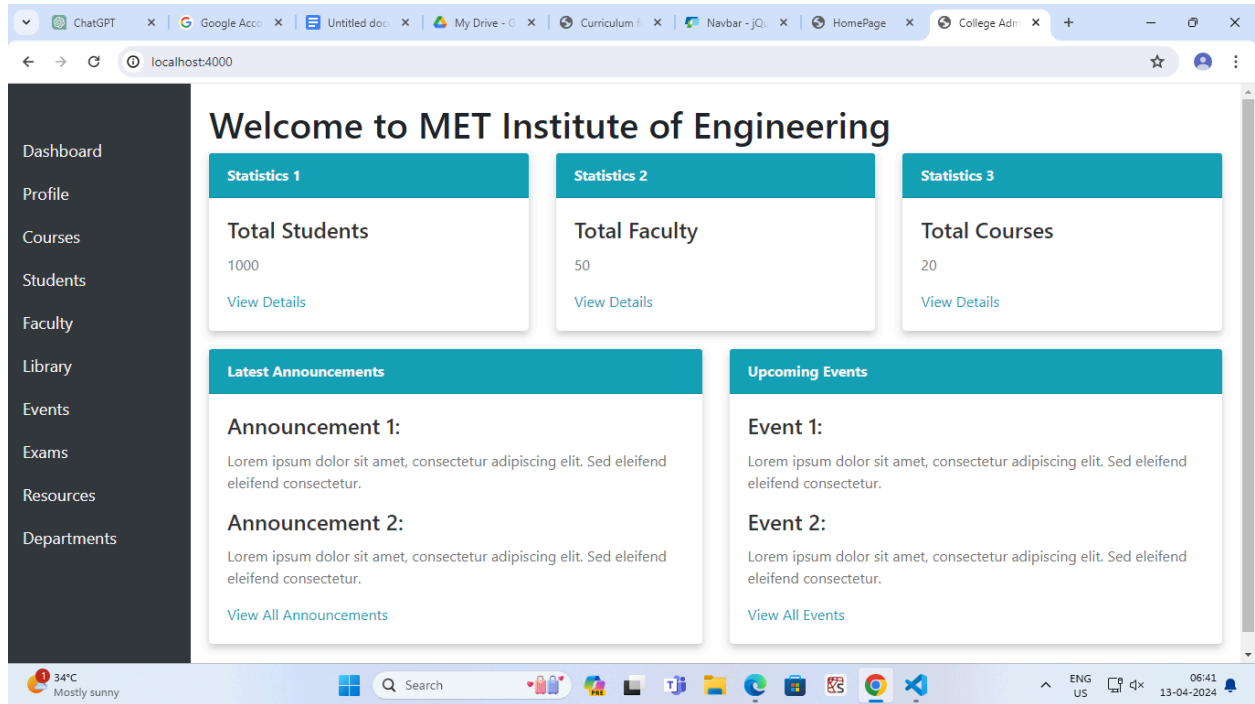 ChatGPT
Google Acco
Untitled doc
My Drive - G
Curriculum f
Navbar - jQu
HomePage
College Adm
localhost:4000
Dashboard
Profile
Courses
Students
Faculty
Library
Events
Exams
Resources
Departments
Welcome to MET Institute of Engineering
Statistics 1
Total Students
1000
View Details
Statistics 2
Total Faculty
50
View Details
Statistics 3
Total Courses
20
View Details
Latest Announcements
Announcement 1:
Lorem ipsum dolor sit amet, consectetur adipiscing elit. Sed eleifend
eleifend consectetur.
Announcement 2:
Lorem ipsum dolor sit amet, consectetur adipiscing elit. Sed eleifend
eleifend consectetur.
View All Announcements
Upcoming Events
Event 1:
Lorem ipsum dolor sit amet, consectetur adipiscing elit. Sed eleifend
eleifend consectetur.
Event 2:
Lorem ipsum dolor sit amet, consectetur adipiscing elit. Sed eleifend
eleifend consectetur.
View All Events
1
34°C
Mostly sunny
Search
PRE
ENG
US
06:41
13-04-2024